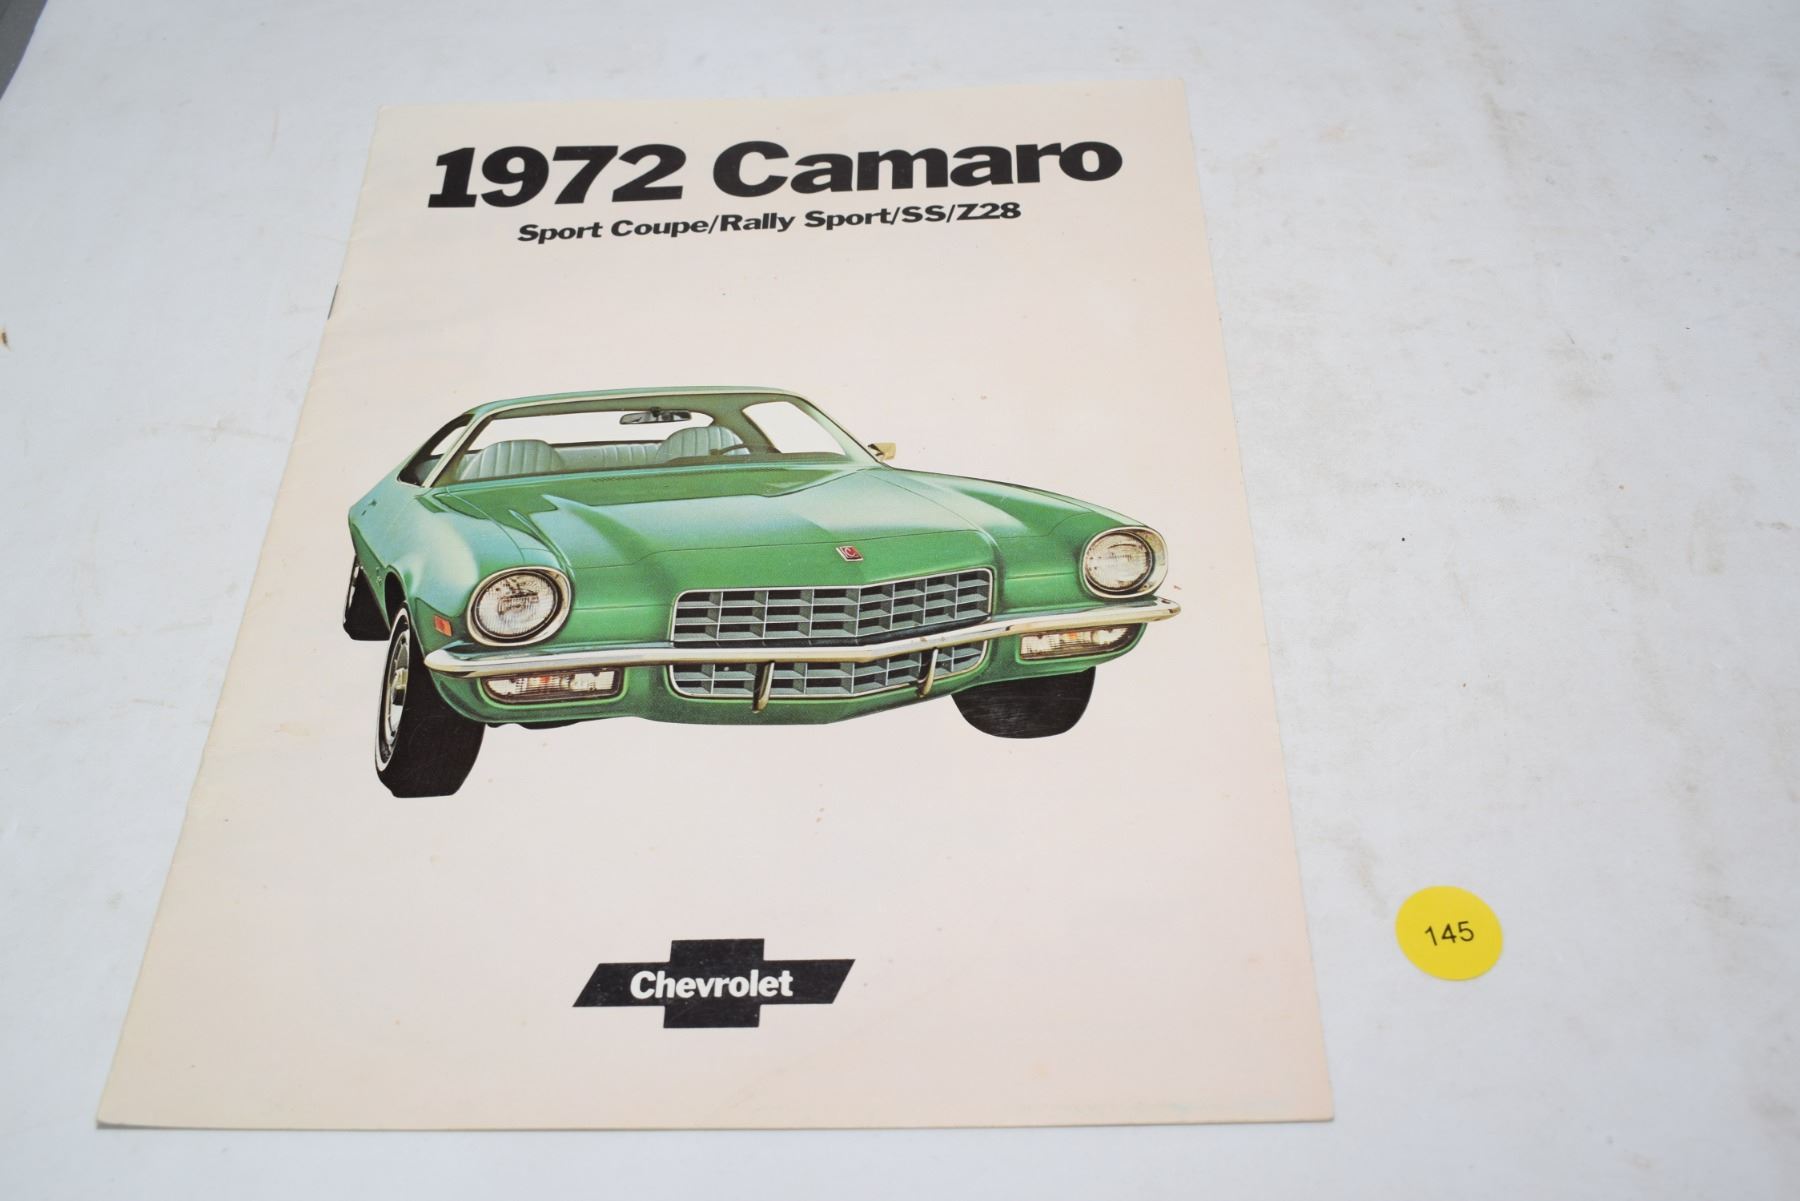 1972 Camaro
Sport Coupe/Rally Sport/SS/Z28
Chevrolet
145